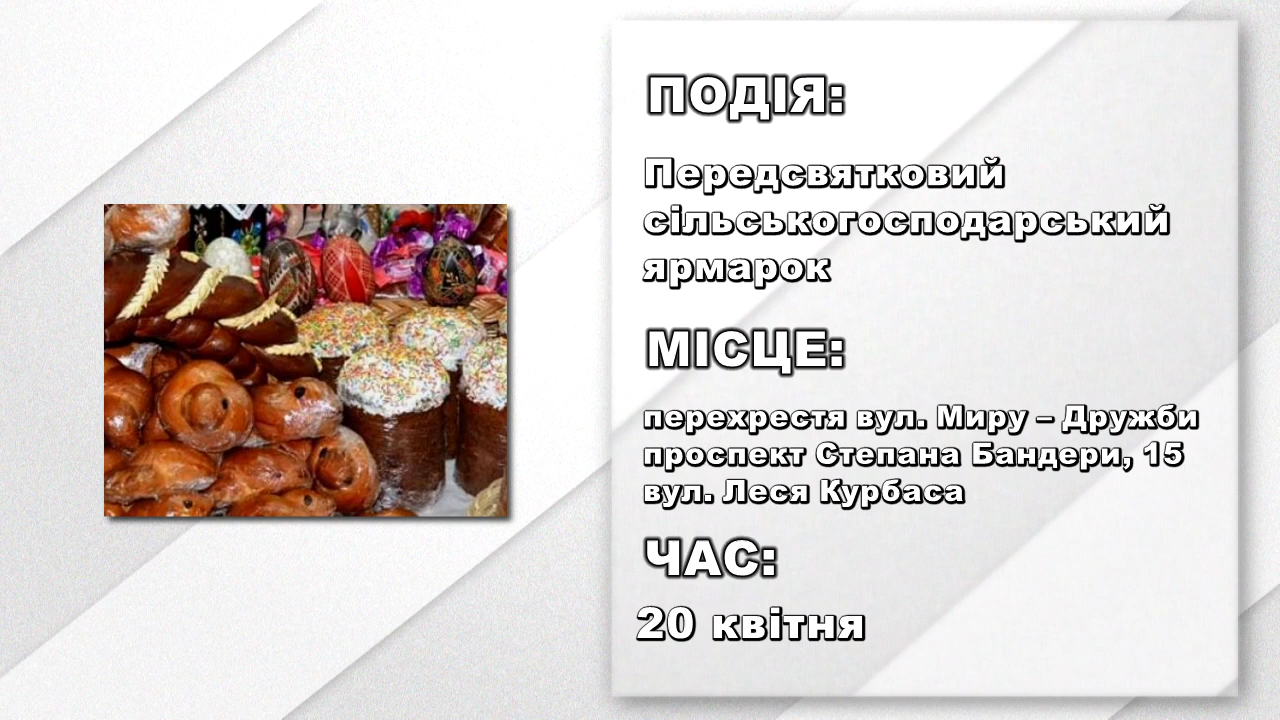 ПОДІЯ:
Передсвятковий
сільськогосподарський
ярмарок
МІСЦЕ:
перехрестя вул. Миру – Дружби
проспект Степана Бандери, 15
вул. Леся Курбаса
ЧАС:
20 квітня